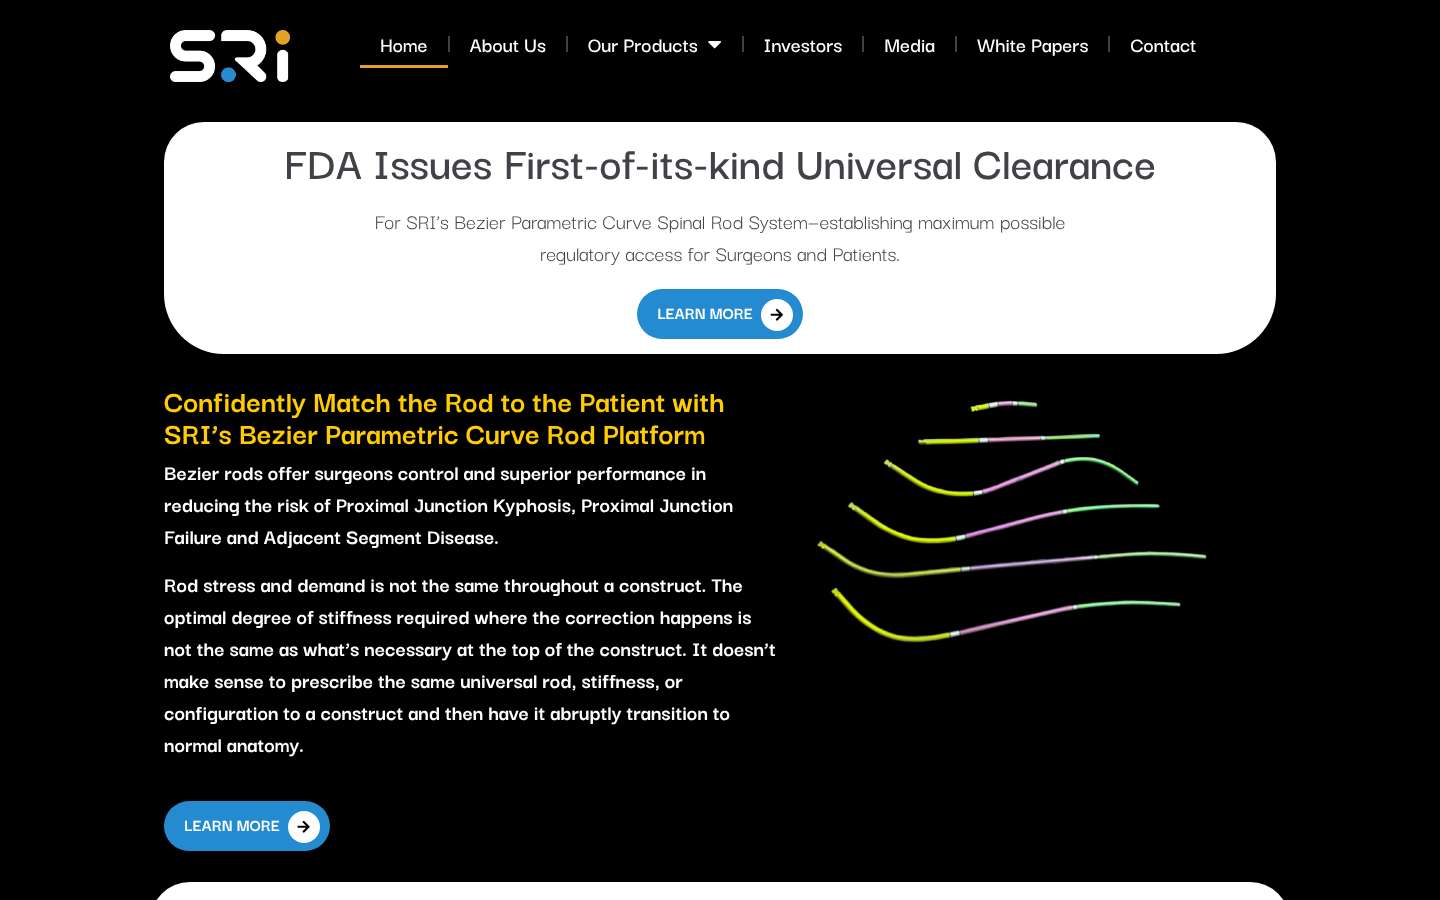 SRi
Home
About Us
Our Products
Investors
Media
White Papers
Contact
FDA Issues First-of-its-kind Universal Clearance
For SRI’s Bezier Parametric Curve Spinal Rod System—establishing maximum possible
regulatory access for Surgeons and Patients.
LEARN MORE
Confidently Match the Rod to the Patient with
SRI’s Bezier Parametric Curve Rod Platform
Bezier rods offer surgeons control and superior performance in
reducing the risk of Proximal Junction Kyphosis, Proximal Junction
Failure and Adjacent Segment Disease.
Rod stress and demand is not the same throughout a construct. The
optimal degree of stiffness required where the correction happens is
not the same as what’s necessary at the top of the construct. It doesn’t
make sense to prescribe the same universal rod, stiffness, or
configuration to a construct and then have it abruptly transition to
normal anatomy.
LEARN MORE